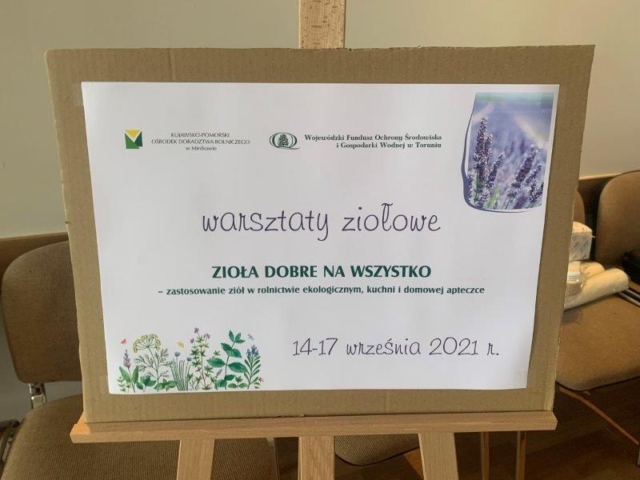 KUJAWSKO-POMORSKI
OŚRODEK DORADZTWA ROLNICZEGO
w Minikowie
Wojewódzki Fundusz Ochrony Środowiska
i Gospodarki Wodnej w Toruniu
warsztaty ziołowe
ZIOŁA DOBRE NA WSZYSTKO
– zastosowanie ziół w rolnictwie ekologicznym, kuchni i domowej apteczce
14-17 września 2021 r.